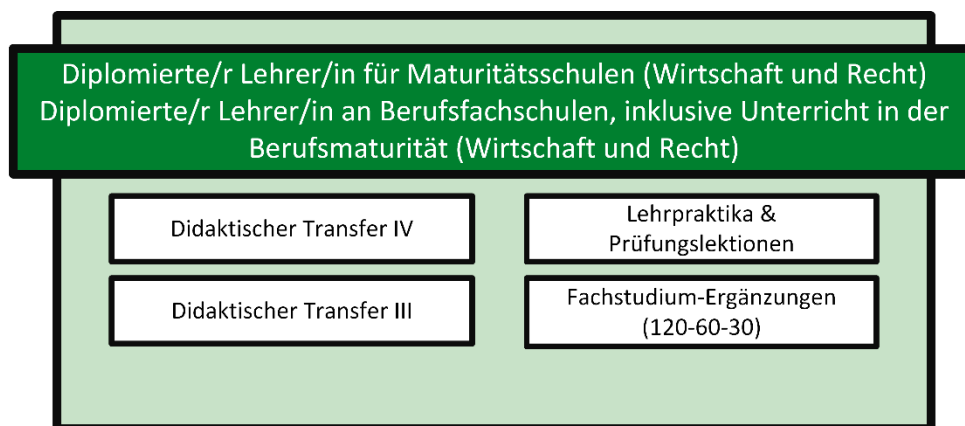 Diplomierte/r Lehrer/in für Maturitätsschulen (Wirtschaft und Recht)
Diplomierte/r Lehrer/in an Berufsfachschulen, inklusive Unterricht in der
Berufsmaturität (Wirtschaft und Recht)
Didaktischer Transfer IV
Lehrpraktika &
Prüfungslektionen
Didaktischer Transfer III
Fachstudium-Ergänzungen
(120-60-30)